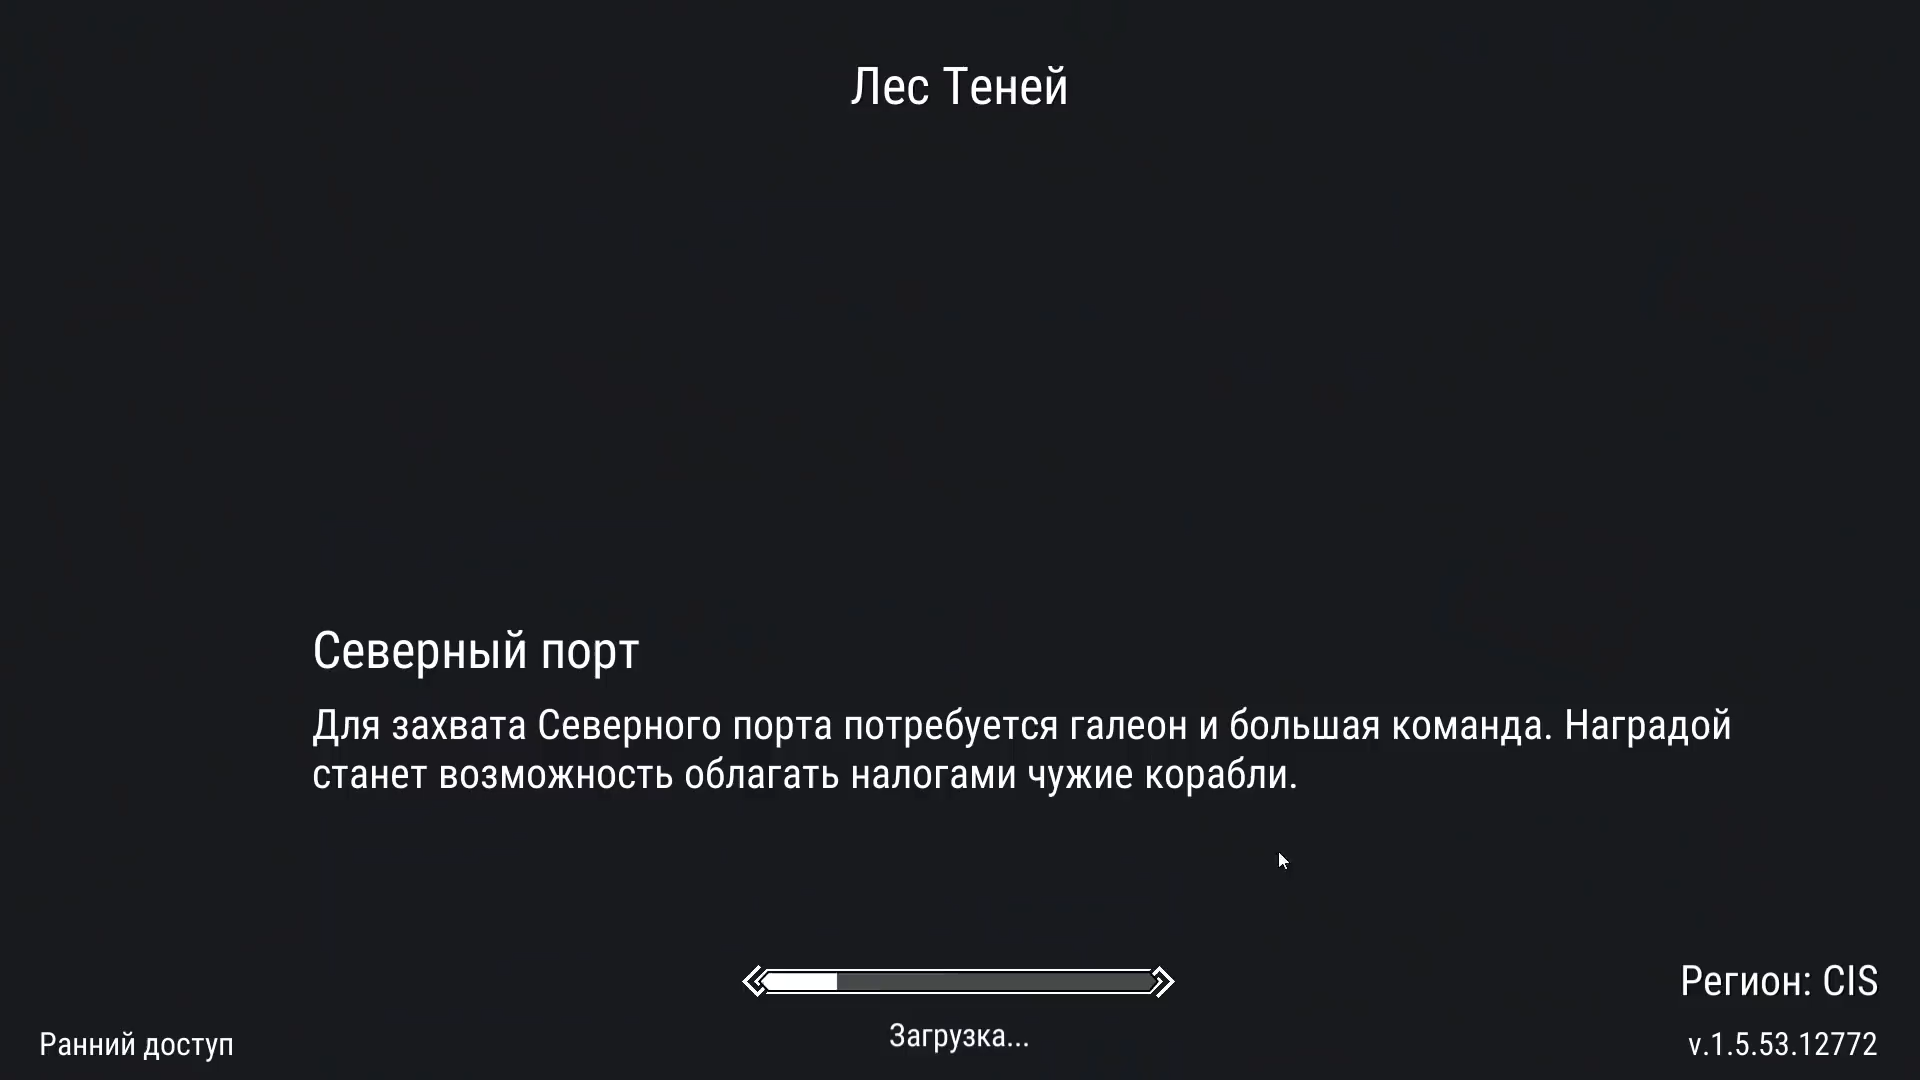 Лес Теней
Северный порт
Для захвата Северного порта потребуется галеон и большая команда. Наградой
станет возможность облагать налогами чужие корабли.
Регион: CIS
Загрузка...
Ранний доступ
v.1.5.53.12772